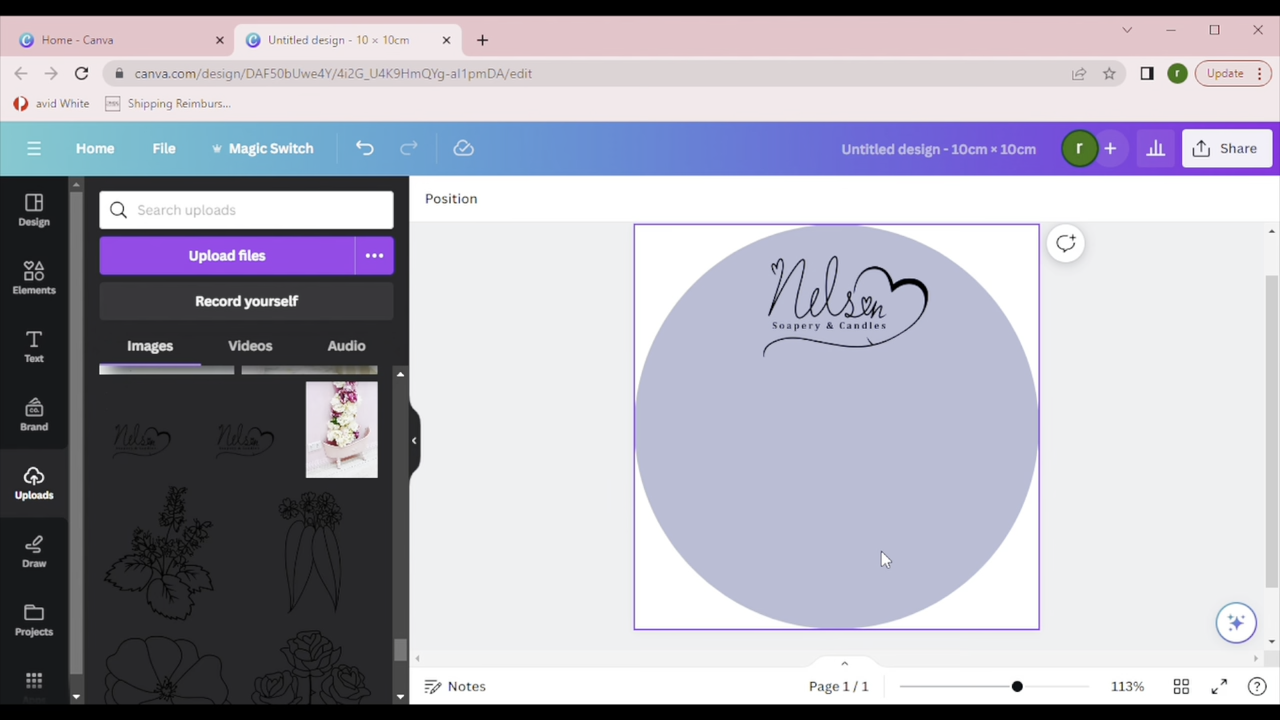 Home - Canva
Untitled design - 10 × 10cm
canva.com/design/DAF50bUwe4Y/4i2G_U4K9HmQYg-aI1pmDA/edit
r
Update
avid White
Shipping Reimburs...
Home
File
Magic Switch
Untitled design - 10cm × 10cm
r
Share
Design
Elements
Text
CO.
Brand
Uploads
Draw
Projects
Search uploads
Upload files
Record yourself
Images
Videos
Audio
Position
Nelson
Soapery & Candles
Notes
Page 1 / 1
113%